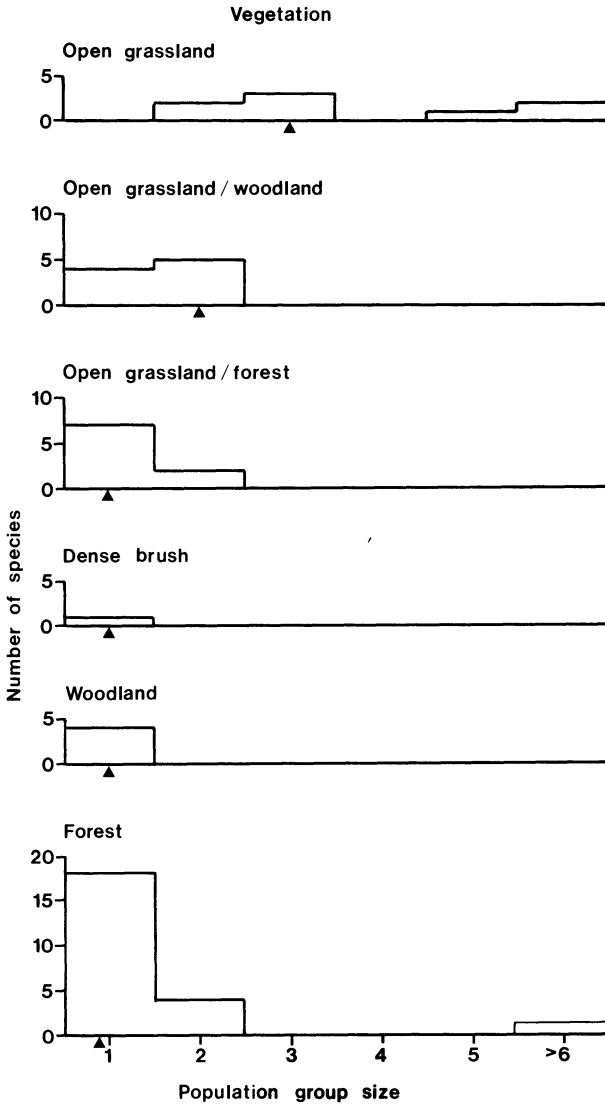 Vegetation
Open grassland
5
0
Open grassland / woodland
10
5
0
Open grassland / forest
10
5
0
Dense brush
5
0
Number of species
Woodland
5
0
Forest
20
15
10
5
0
1 2 3 4 5 >6
Population group size